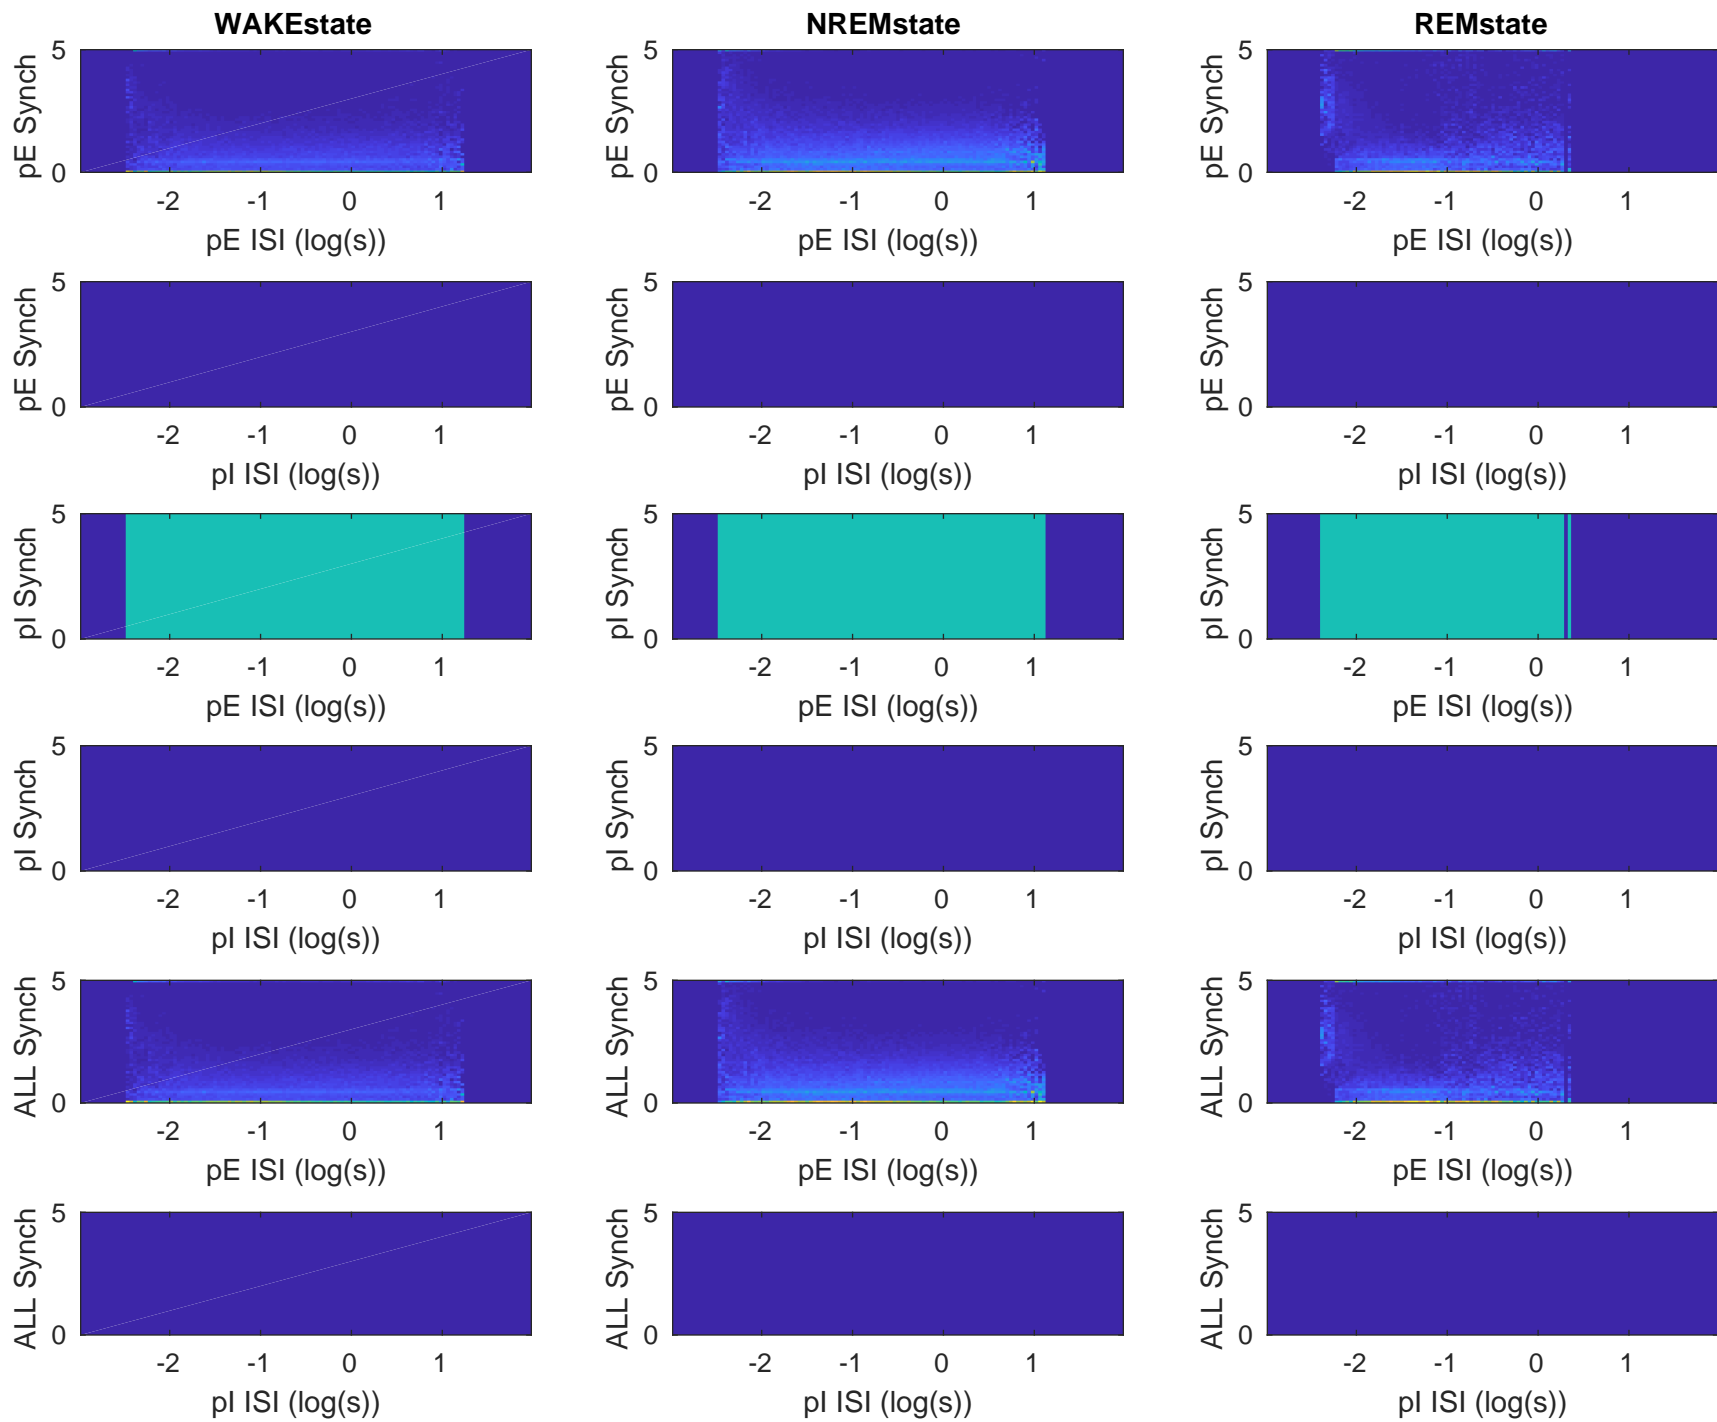 WAKEstate NREMstate REMstate
5 5 5
pE Synch pE Synch pE Synch
0 0 0
-2 -1 0 1 -2 -1 0 1 -2 -1 0 1
pE ISI (log(s)) pE ISI (log(s)) pE ISI (log(s))
5 5 5
pE Synch pE Synch pE Synch
0 0 0
-2 -1 0 1 -2 -1 0 1 -2 -1 0 1
pI ISI (log(s)) pI ISI (log(s)) pI ISI (log(s))
5 5 5
pI Synch pI Synch pI Synch
0 0 0
-2 -1 0 1 -2 -1 0 1 -2 -1 0 1
pE ISI (log(s)) pE ISI (log(s)) pE ISI (log(s))
5 5 5
pI Synch pI Synch pI Synch
0 0 0
-2 -1 0 1 -2 -1 0 1 -2 -1 0 1
pI ISI (log(s)) pI ISI (log(s)) pI ISI (log(s))
5 5 5
ALL Synch ALL Synch ALL Synch
0 0 0
-2 -1 0 1 -2 -1 0 1 -2 -1 0 1
pE ISI (log(s)) pE ISI (log(s)) pE ISI (log(s))
5 5 5
ALL Synch ALL Synch ALL Synch
0 0 0
-2 -1 0 1 -2 -1 0 1 -2 -1 0 1
pI ISI (log(s)) pI ISI (log(s)) pI ISI (log(s))